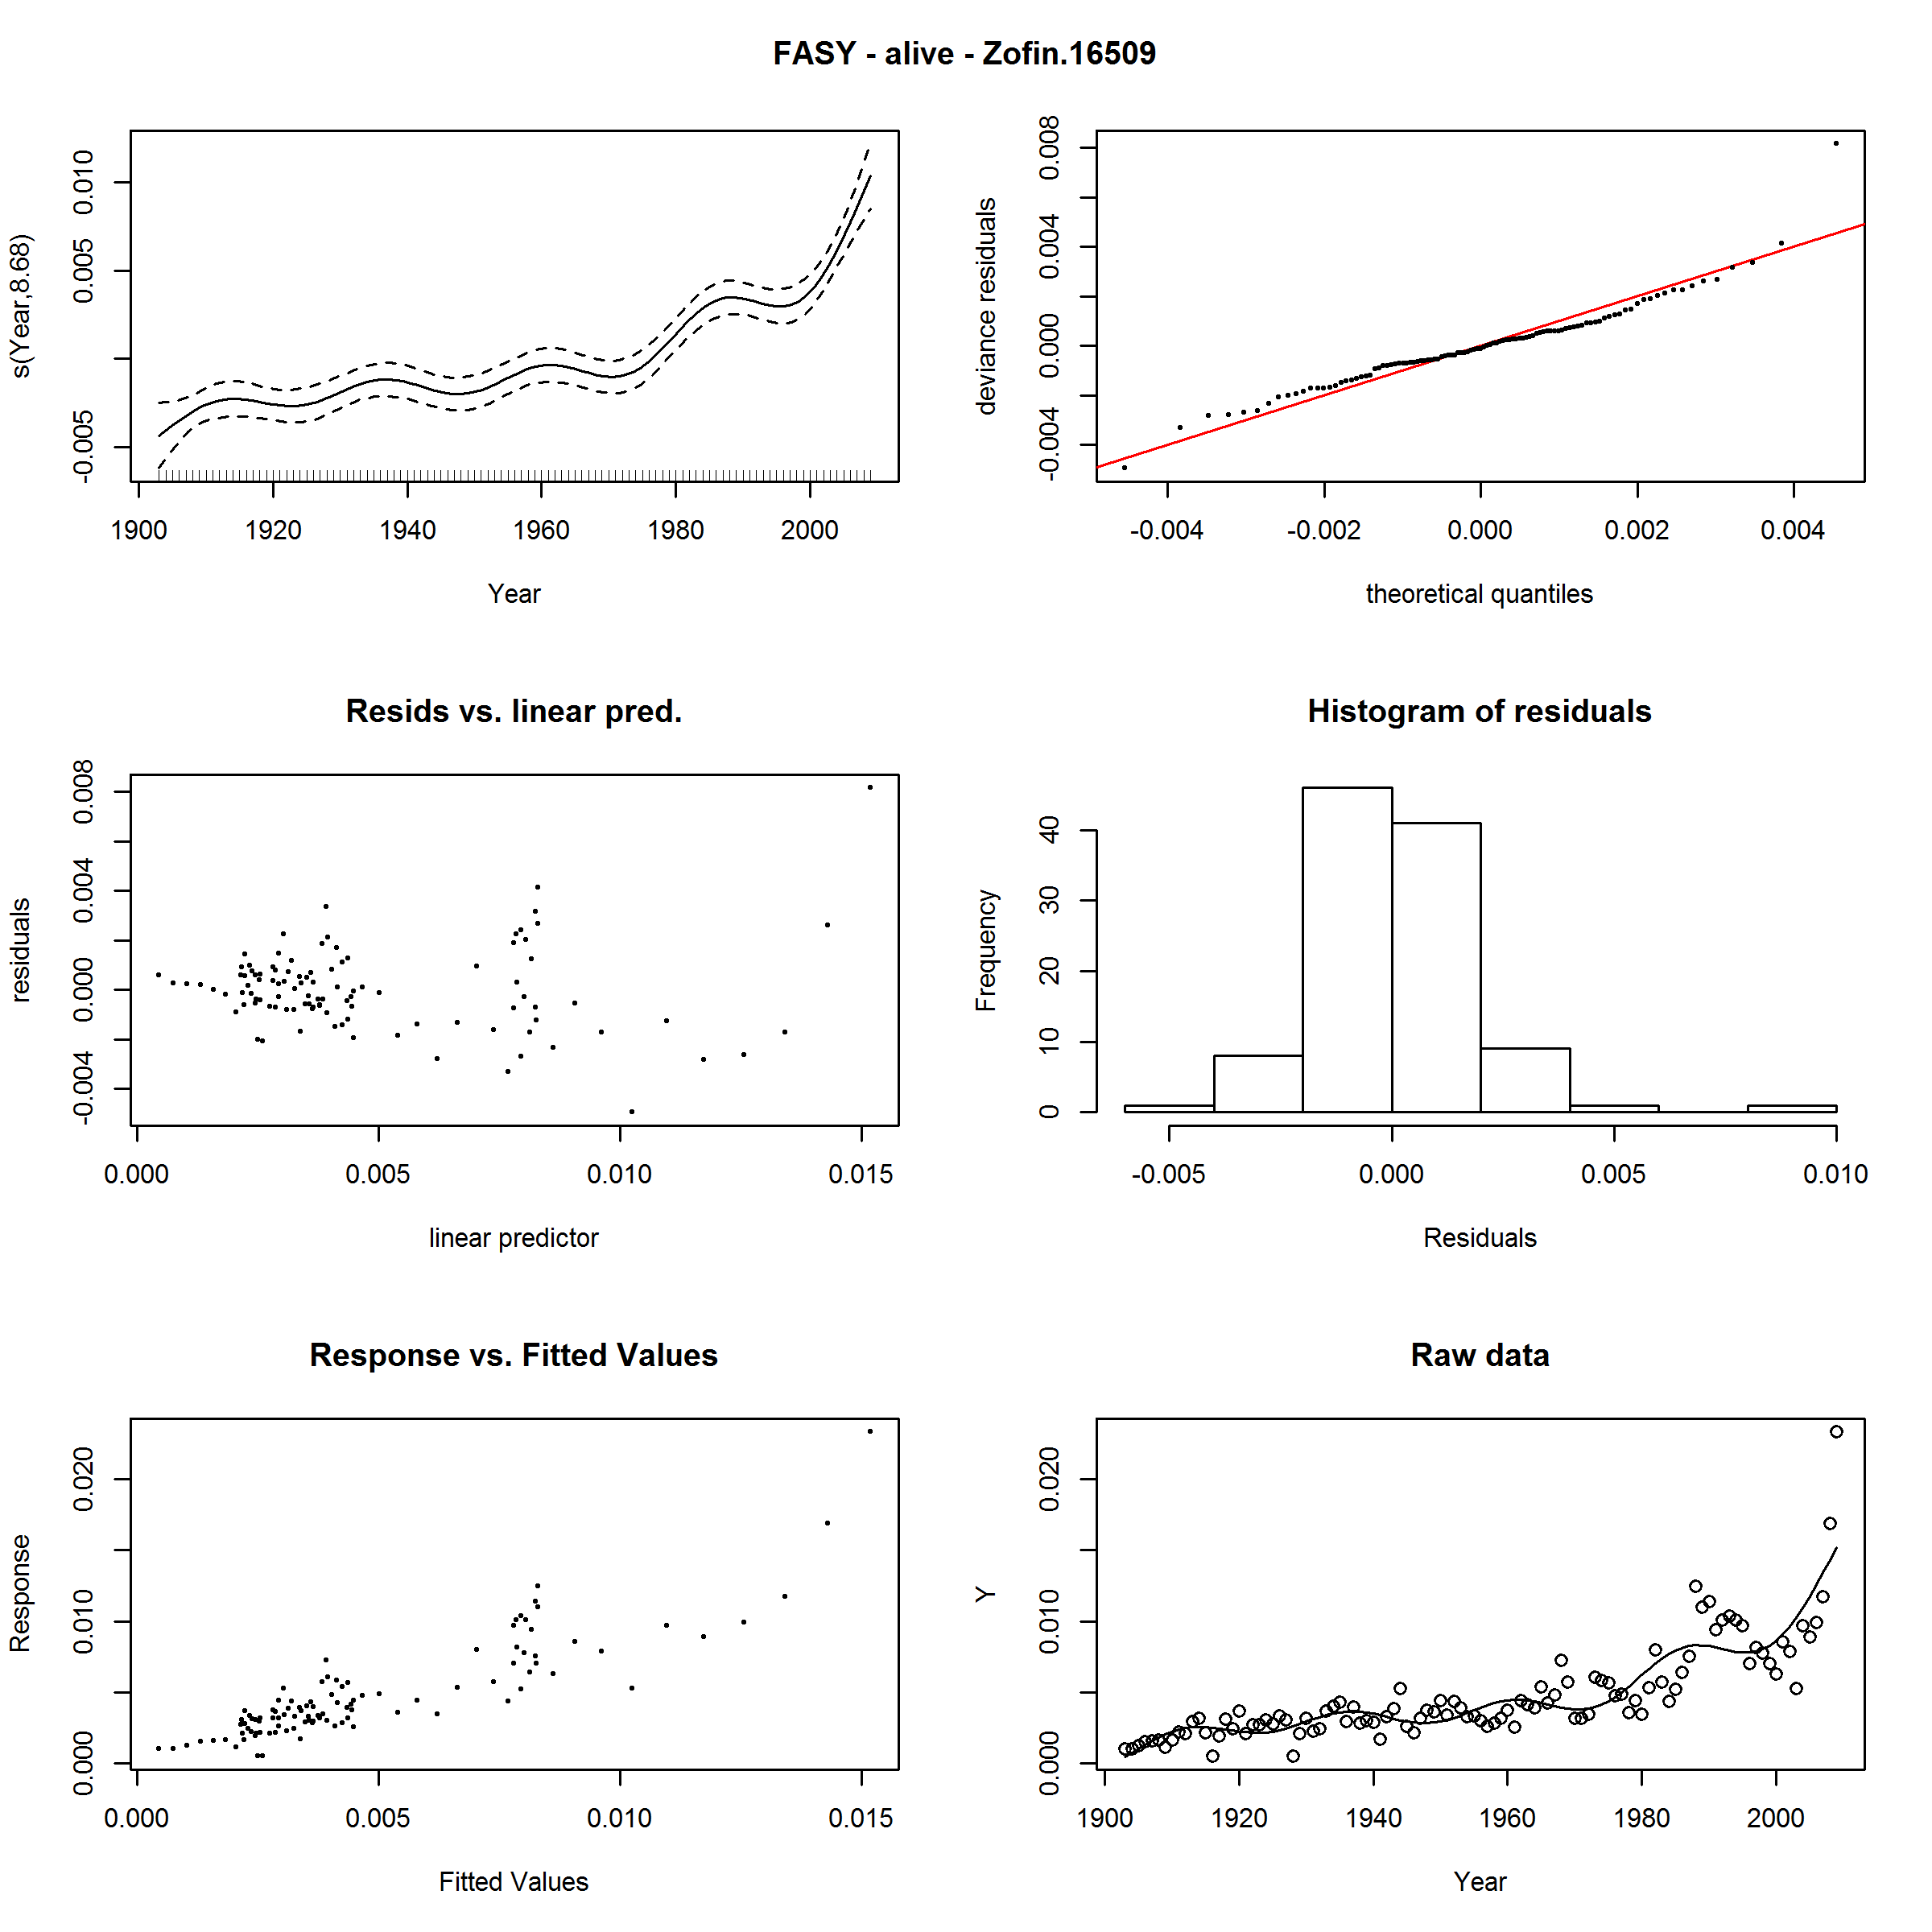 FASY - alive - Zofin.16509
s(Year,8.68)
-0.005 0.005 0.010
1900 1920 1940 1960 1980 2000
Year
deviance residuals
-0.004 0.000 0.004 0.008
-0.004 -0.002 0.000 0.002 0.004
theoretical quantiles
Resids vs. linear pred.
residuals
-0.004 0.000 0.004 0.008
0.000 0.005 0.010 0.015
linear predictor
Histogram of residuals
Frequency
0 10 20 30 40
-0.005 0.000 0.005 0.010
Residuals
Response vs. Fitted Values
Response
0.000 0.010 0.020
0.000 0.005 0.010 0.015
Fitted Values
Raw data
Y
0.000 0.010 0.020
1900 1920 1940 1960 1980 2000
Year